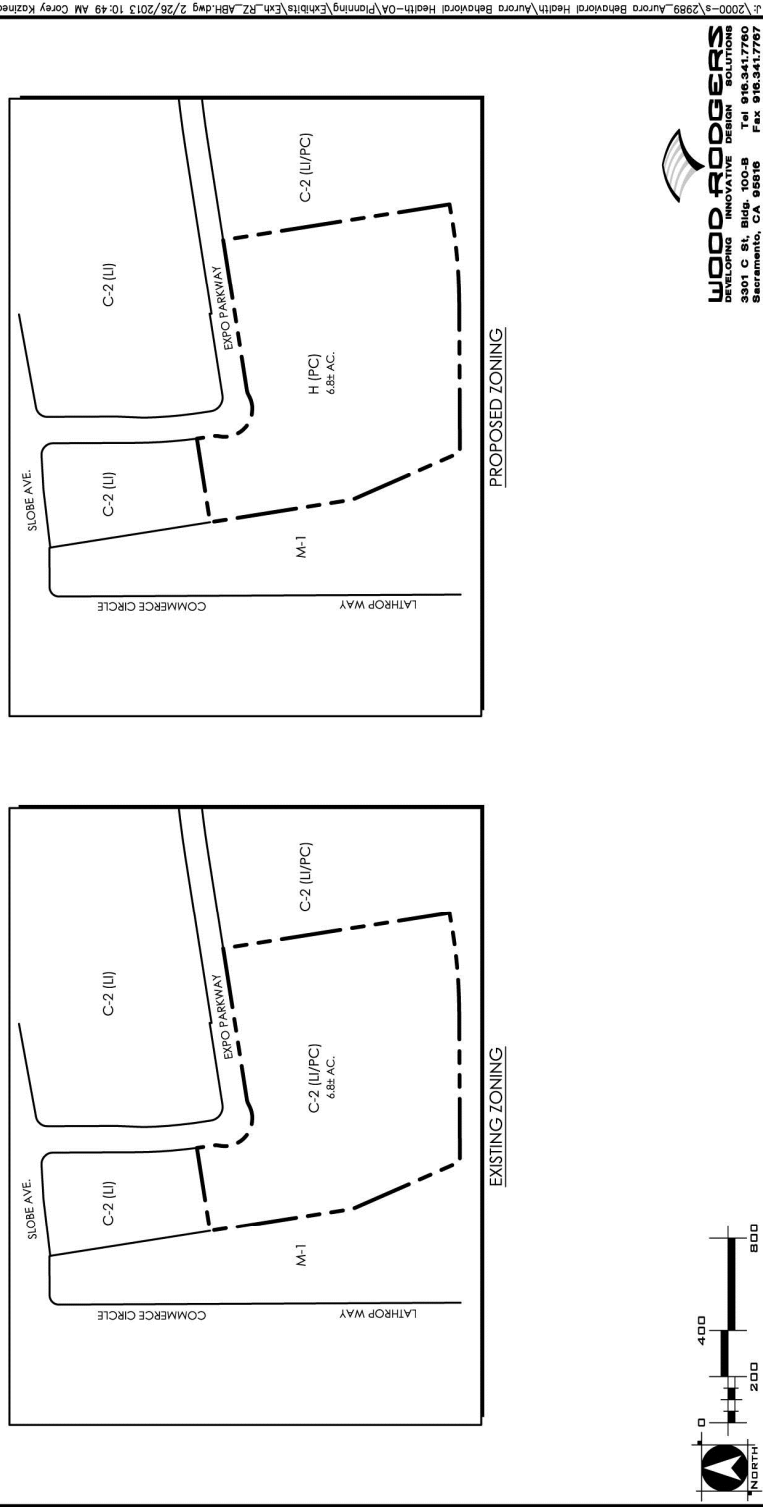 J:\2000-s\2989_Aurora Behavioral Health\Aurora Behavioral Health-OA\Planning\Exhibits\Exh_RZ_ABH.dwg 2/26/2013 10:49 AM Corey Kazinec
SLOBE AVE.
C-2 (LI)
C-2 (LI)
EXPO PARKWAY
C-2 (LI/PC)
C-2 (LI/PC)
6.8± AC.
M-1
COMMERCE CIRCLE
LATHROP WAY
EXISTING ZONING
SLOBE AVE.
C-2 (LI)
C-2 (LI)
EXPO PARKWAY
C-2 (LI/PC)
H (PC)
6.8± AC.
M-1
COMMERCE CIRCLE
LATHROP WAY
PROPOSED ZONING
NORTH
0 200 400 800
WOOD RODGERS
DEVELOPING INNOVATIVE DESIGN SOLUTIONS
3301 C St, Bldg. 100-B Tel 916.341.7760
Sacramento, CA 95816 Fax 916.341.7767